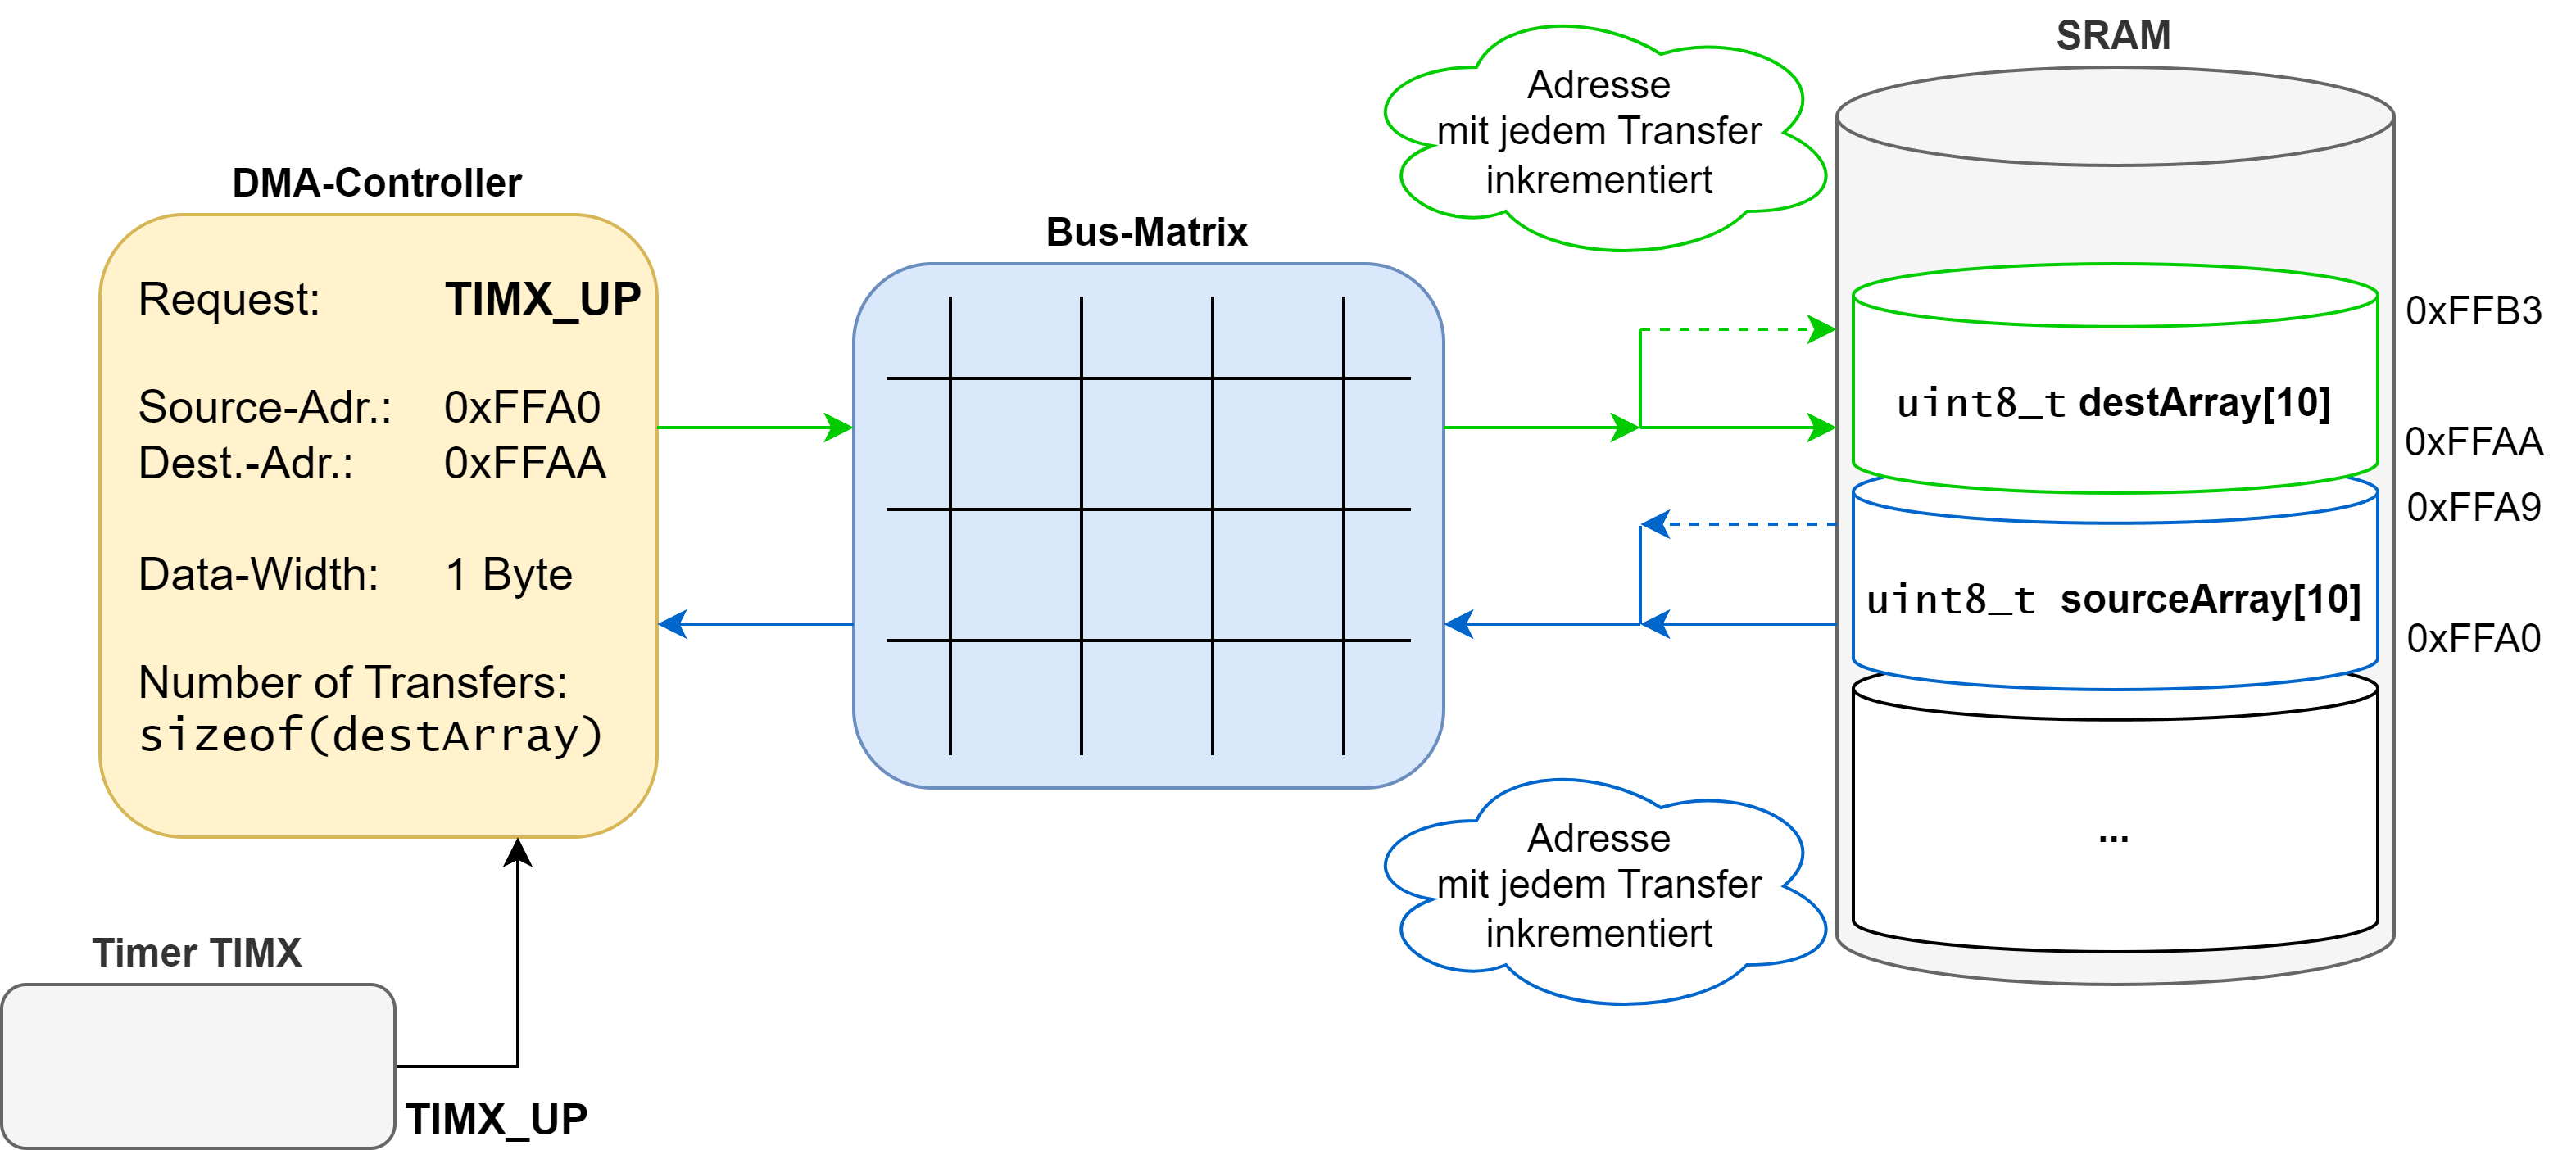 SRAM
Adresse
mit jedem Transfer
inkrementiert
DMA-Controller
Request: TIMX_UP
Source-Adr.: 0xFFA0
Dest.-Adr.: 0xFFAA
Data-Width: 1 Byte
Number of Transfers:
sizeof(destArray)
Bus-Matrix
0xFFB3
uint8_t destArray[10]
0xFFAA
0xFFA9
uint8_t sourceArray[10]
0xFFA0
...
Adresse
mit jedem Transfer
inkrementiert
Timer TIMX
TIMX_UP